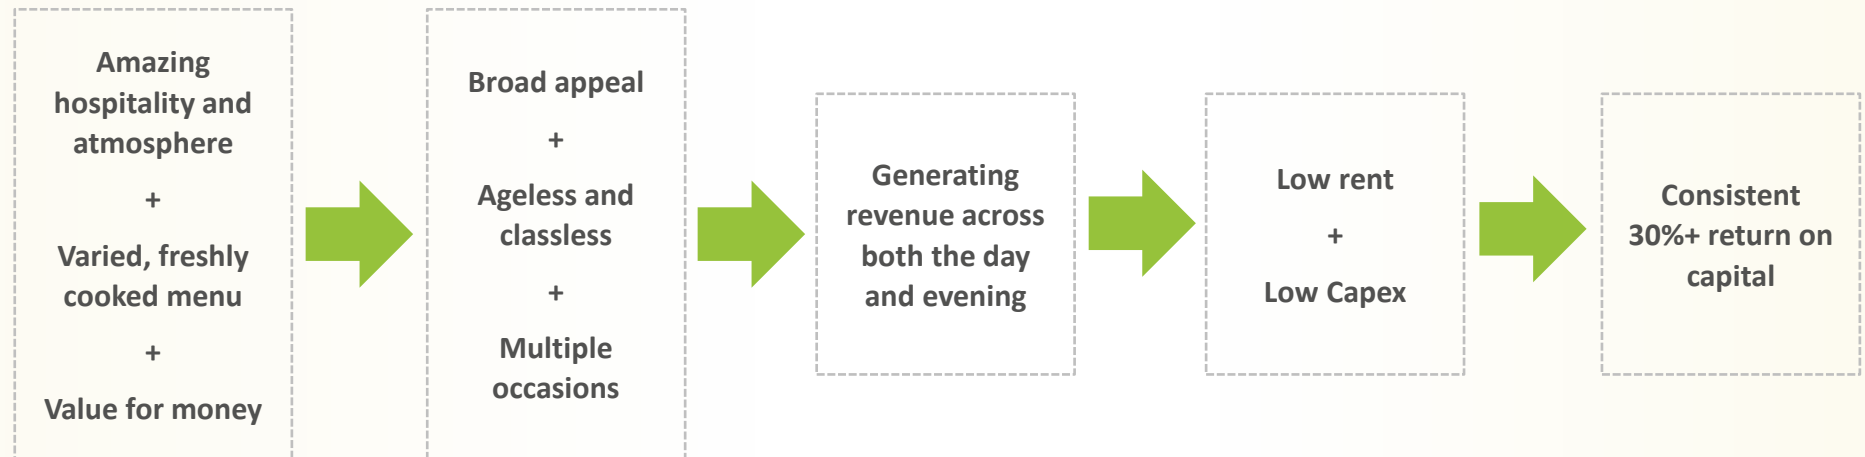 Amazing
hospitality and
atmosphere
+
Varied, freshly
cooked menu
+
Value for money
Broad appeal
+
Ageless and
classless
+
Multiple
occasions
Generating
revenue across
both the day
and evening
Low rent
+
Low Capex
Consistent
30%+ return on
capital